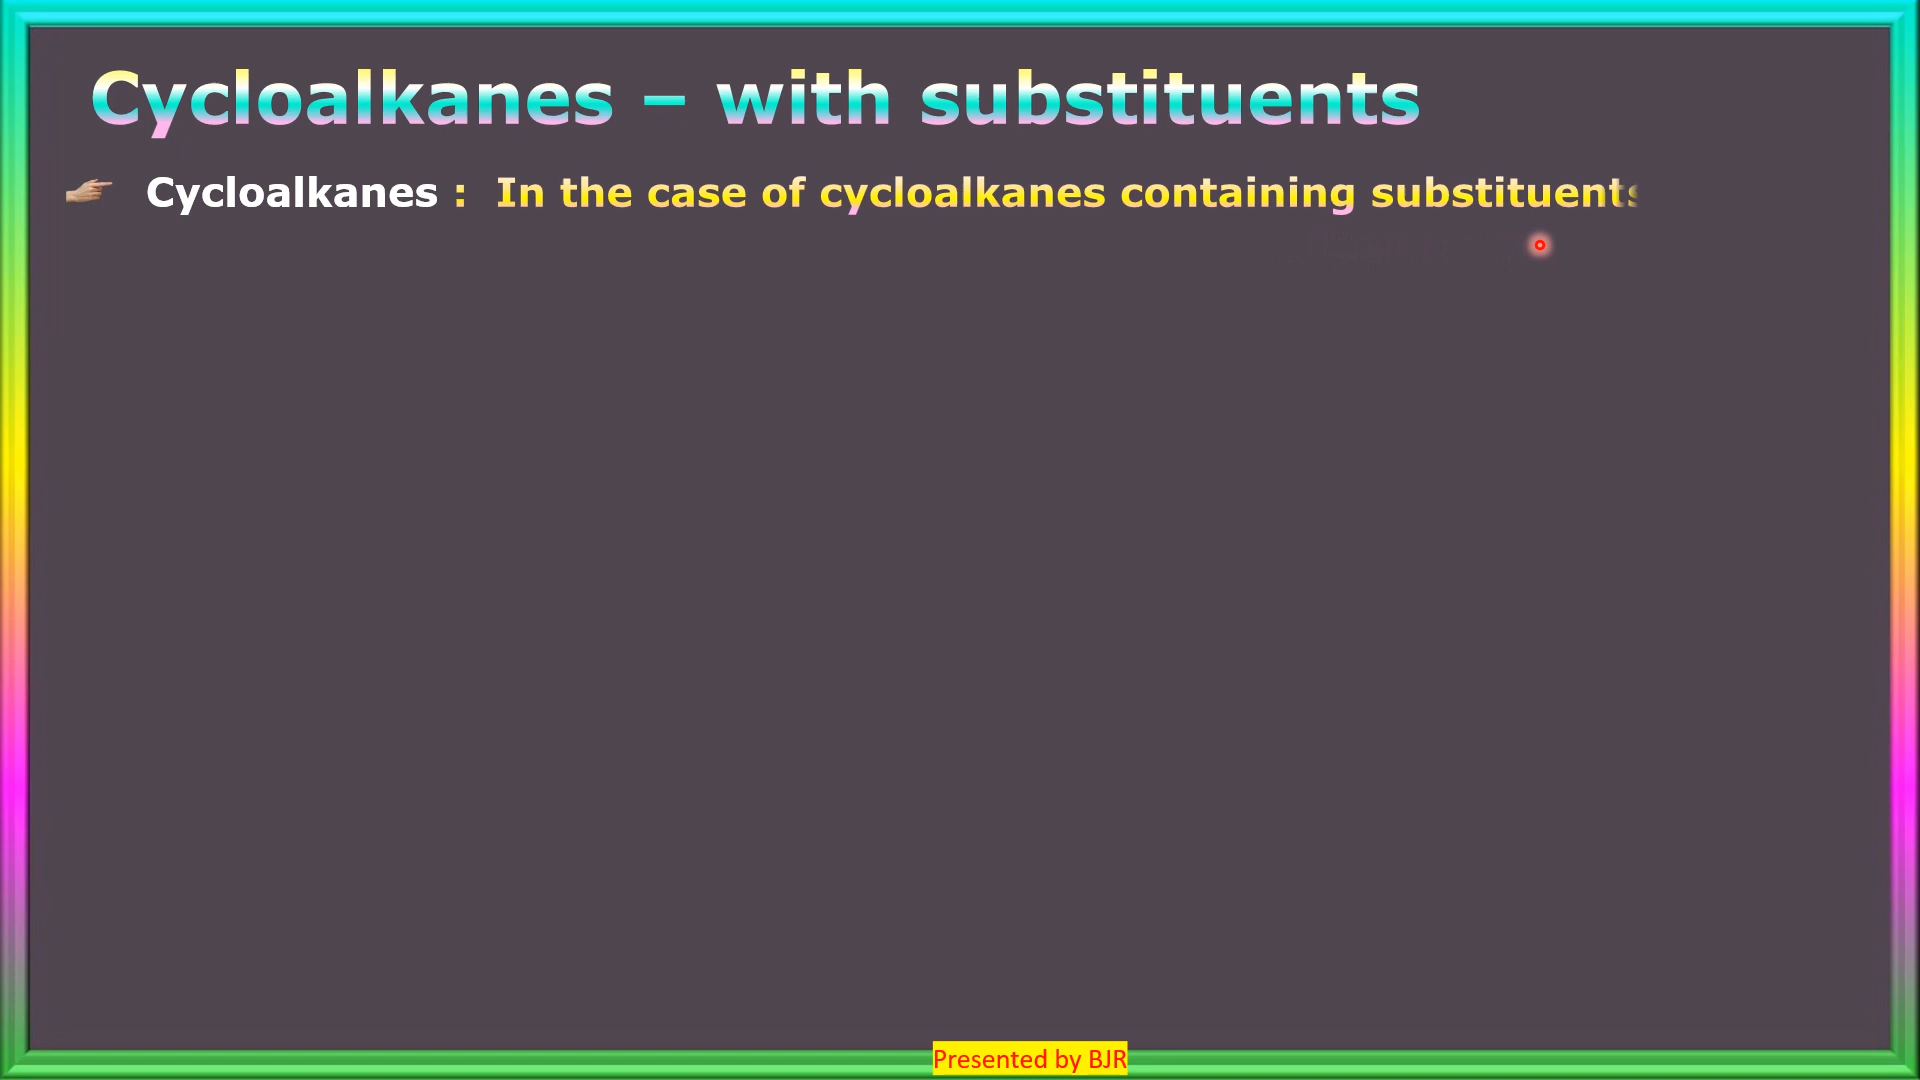 Cycloalkanes – with substituents
Cycloalkanes : In the case of cycloalkanes containing substituents
Presented by BJR